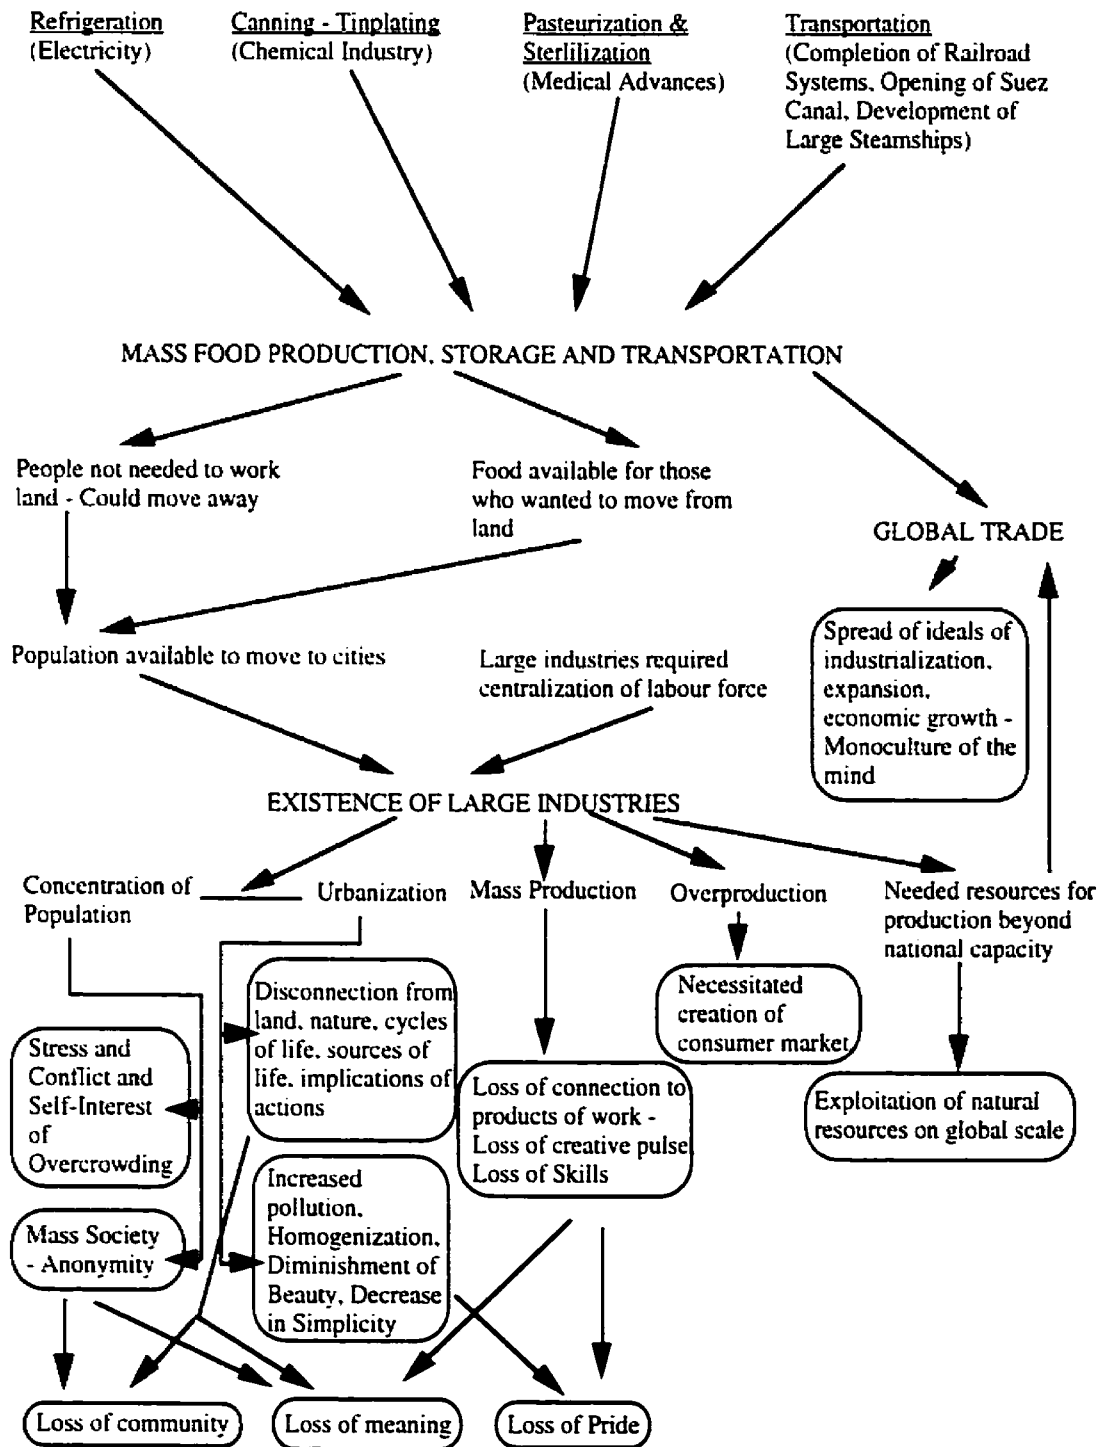 Refrigeration
(Electricity)
Canning - Tinplating
(Chemical Industry)
Pasteurization &
Sterlilization
(Medical Advances)
Transportation
(Completion of Railroad
Systems, Opening of Suez
Canal, Development of
Large Steamships)
MASS FOOD PRODUCTION, STORAGE AND TRANSPORTATION
People not needed to work
land - Could move away
Food available for those
who wanted to move from
land
GLOBAL TRADE
Population available to move to cities
Large industries required
centralization of labour force
Spread of ideals of
industrialization,
expansion,
economic growth -
Monoculture of the
mind
EXISTENCE OF LARGE INDUSTRIES
Concentration of
Population
Urbanization
Mass Production
Overproduction
Needed resources for
production beyond
national capacity
Disconnection from
land, nature, cycles
of life, sources of
life, implications of
actions
Necessitated
creation of
consumer market
Stress and
Conflict and
Self-Interest
of
Overcrowding
Loss of connection to
products of work -
Loss of creative pulse
Loss of Skills
Exploitation of natural
resources on global scale
Mass Society
- Anonymity
Increased
pollution,
Homogenization,
Diminishment of
Beauty, Decrease
in Simplicity
Loss of community
Loss of meaning
Loss of Pride